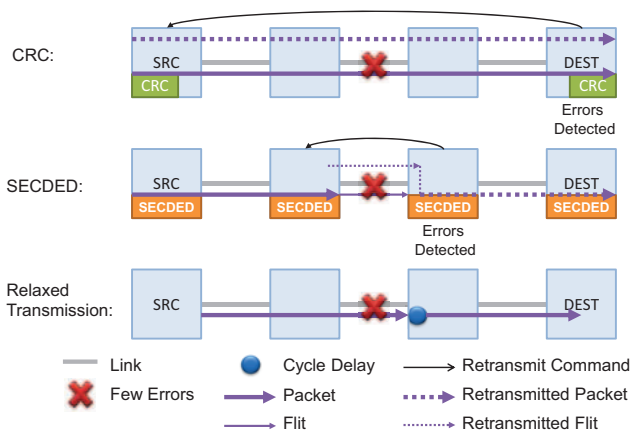 CRC:
SRC
DEST
CRC
CRC
Errors
Detected
SECDED:
SRC
DEST
SECDED
SECDED
SECDED
SECDED
Errors
Detected
Relaxed
Transmission:
SRC
DEST
Link
Cycle Delay
Retransmit Command
Few Errors
Packet
Retransmitted Packet
Flit
Retransmitted Flit